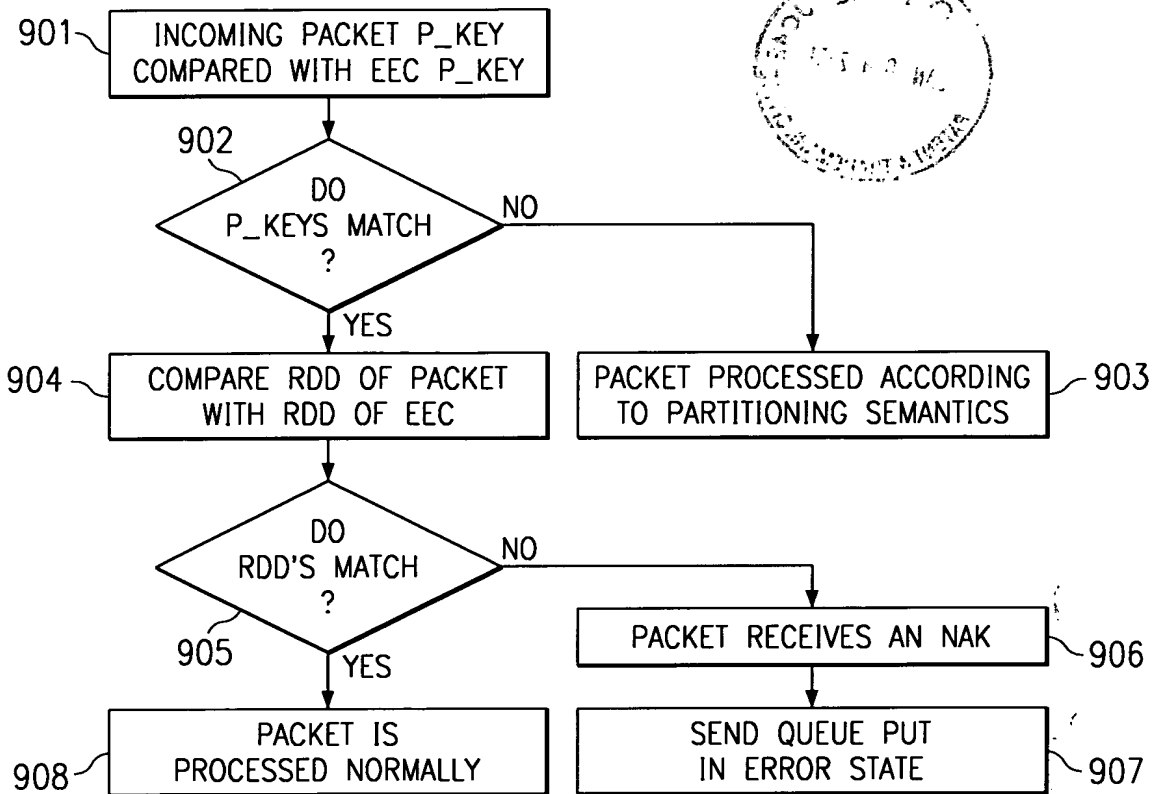 901
INCOMING PACKET P_KEY
COMPARED WITH EEC P_KEY
902
DO
P_KEYS MATCH
?
NO
YES
904
COMPARE RDD OF PACKET
WITH RDD OF EEC
PACKET PROCESSED ACCORDING
TO PARTITIONING SEMANTICS
903
DO
RDD'S MATCH
?
NO
905
YES
PACKET RECEIVES AN NAK
906
908
PACKET IS
PROCESSED NORMALLY
SEND QUEUE PUT
IN ERROR STATE
907